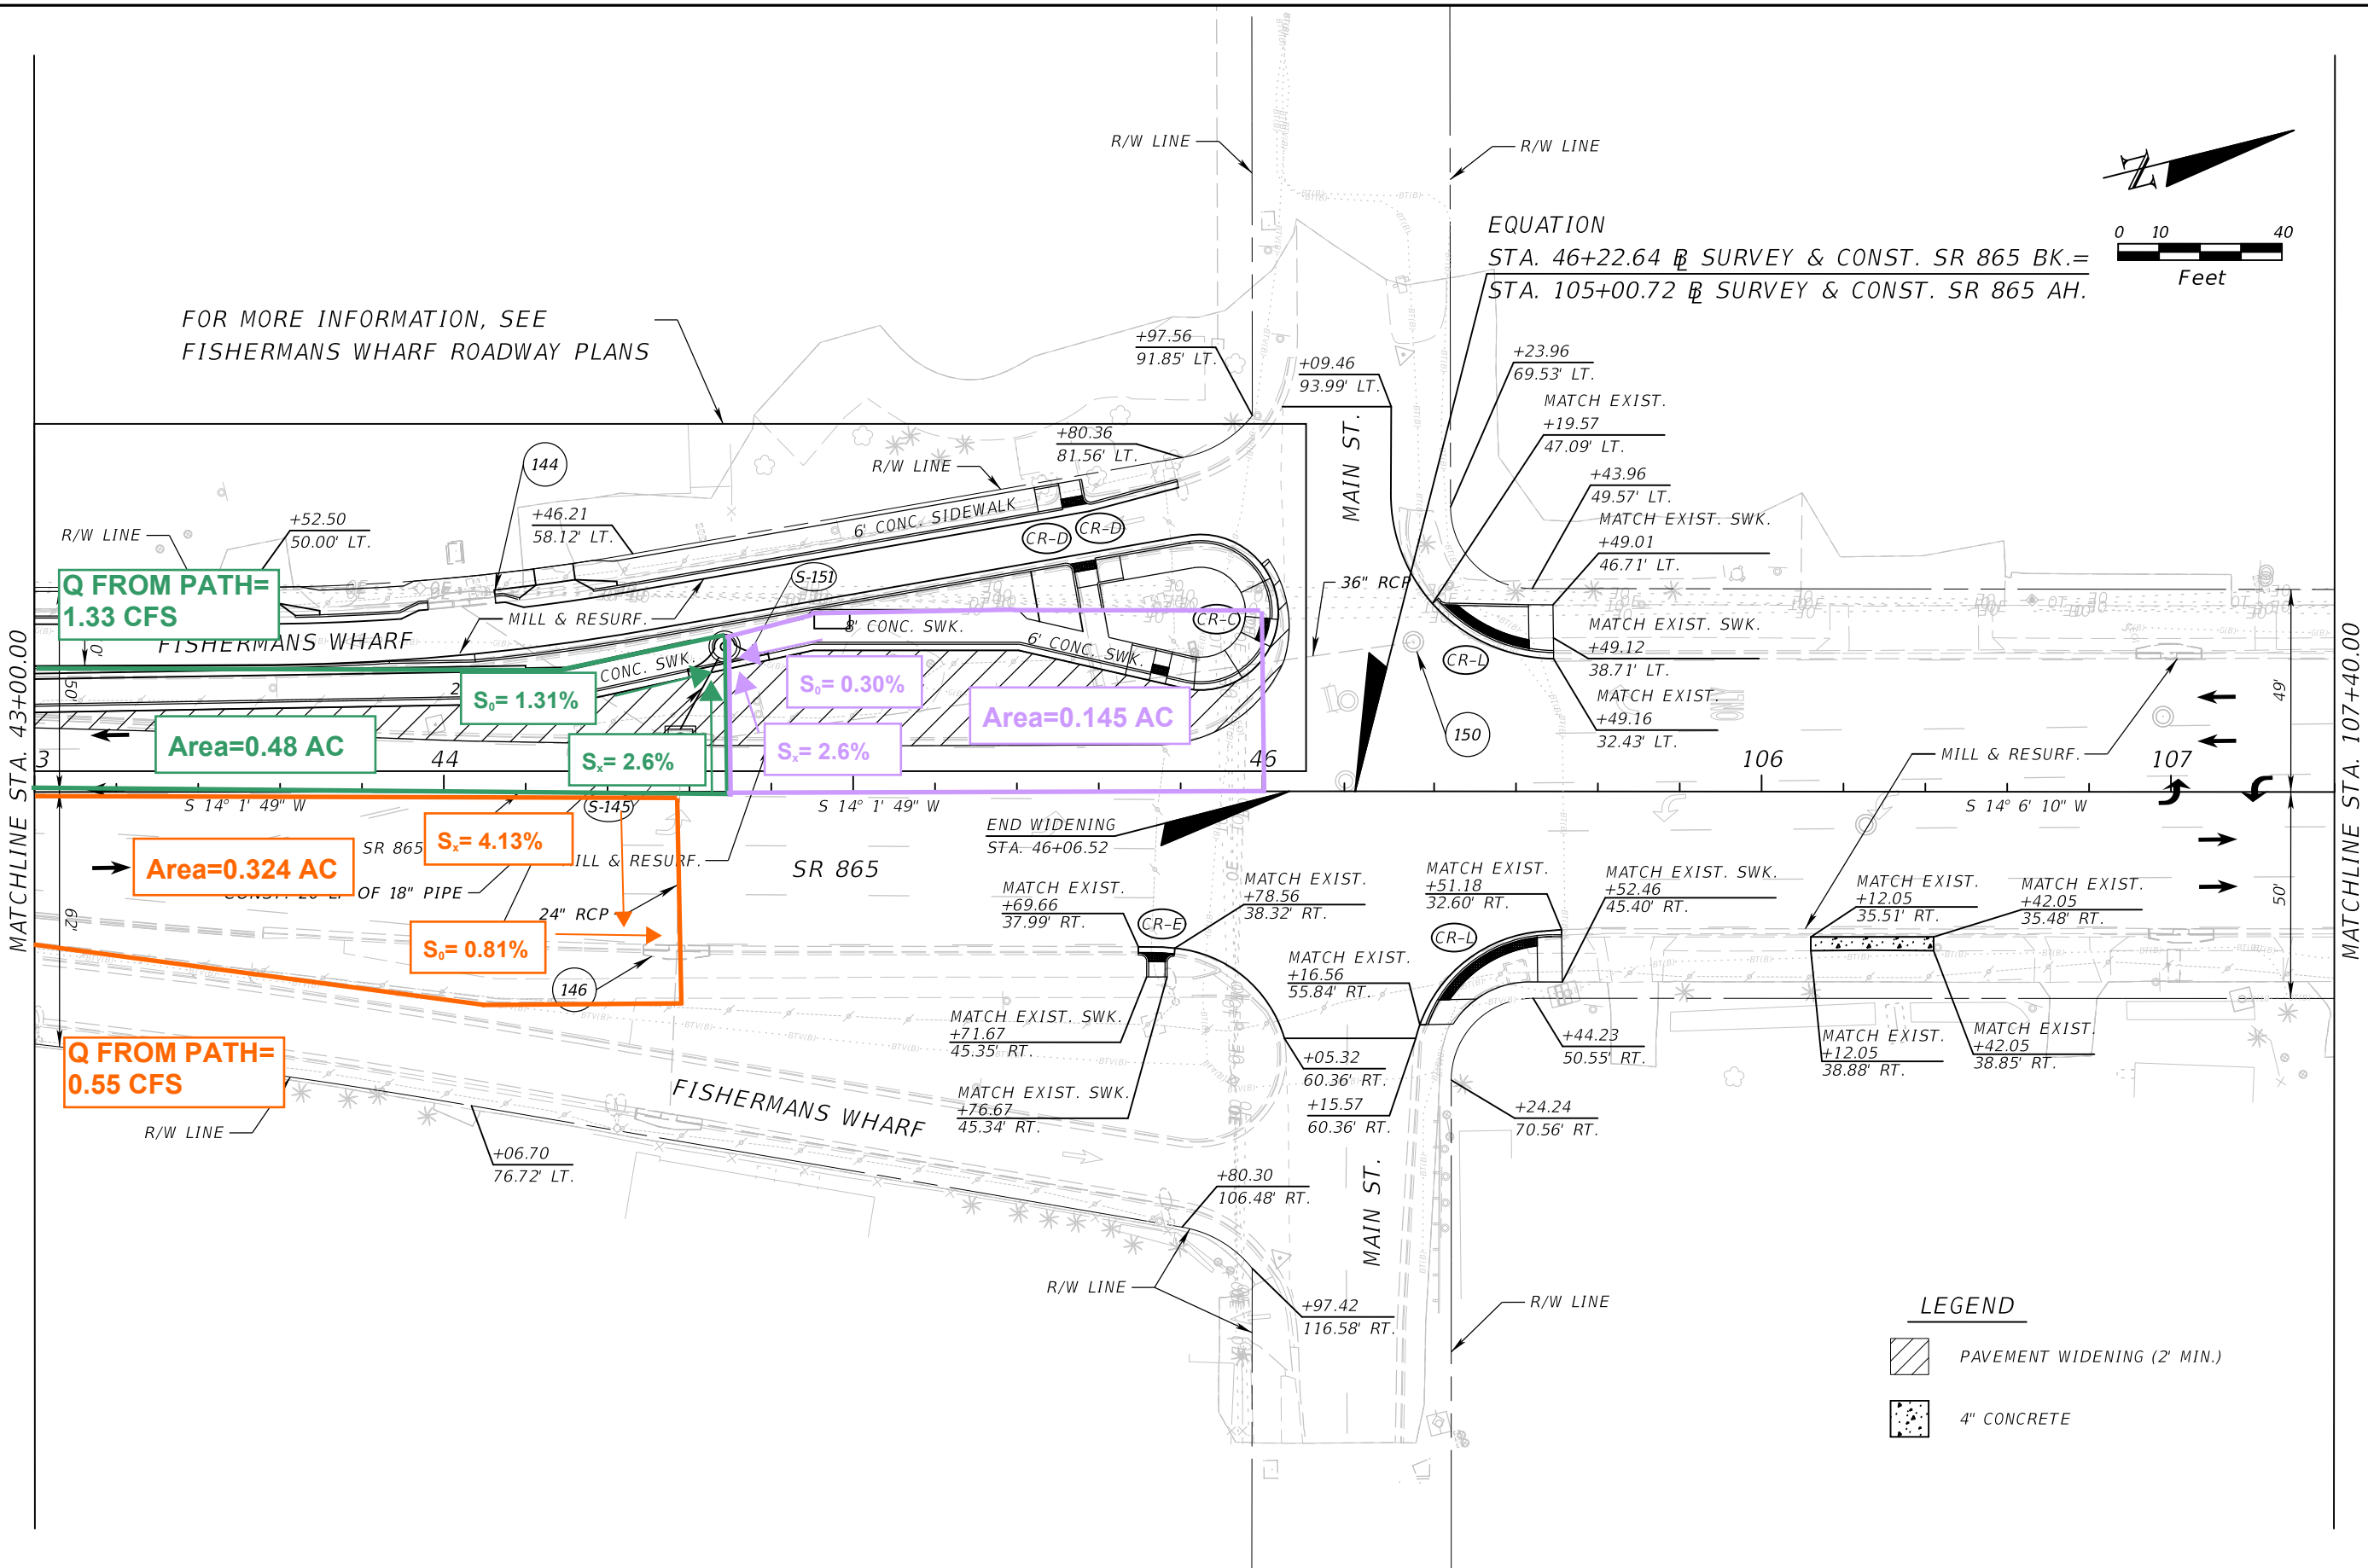 R/W LINE
R/W LINE
EQUATION
STA. 46+22.64 BL SURVEY & CONST. SR 865 BK.=
STA. 105+00.72 BL SURVEY & CONST. SR 865 AH.
N
0 10 40
Feet
FOR MORE INFORMATION, SEE
FISHERMANS WHARF ROADWAY PLANS
+97.56
91.85' LT.
+09.46
93.99' LT.
+23.96
69.53' LT.
MATCH EXIST.
+19.57
47.09' LT.
+80.36
81.56' LT.
MAIN ST.
R/W LINE
144
+43.96
49.57' LT.
MATCH EXIST. SWK.
+49.01
46.71' LT.
R/W LINE
+52.50
50.00' LT.
+46.21
58.12' LT.
6' CONC. SIDEWALK
CR-D
CR-D
Q FROM PATH=
1.33 CFS
S-151
36" RCP
MILL & RESURF.
8' CONC. SWK.
CR-C
FISHERMANS WHARF
6' CONC. SWK.
CONC. SWK.
CR-L
MATCH EXIST. SWK.
+49.12
38.71' LT.
MATCH EXIST.
+49.16
32.43' LT.
50'
S₀= 1.31%
S₀= 0.30%
Area=0.145 AC
Area=0.48 AC
Sₓ= 2.6%
Sₓ= 2.6%
150
49'
MILL & RESURF.
3 44 46 106 107
MATCHLINE STA. 43+00.00
MATCHLINE STA. 107+40.00
S 14° 1' 49" W
S-145
S 14° 1' 49" W
S 14° 6' 10" W
END WIDENING
STA. 46+06.52
SR 865
Sₓ= 4.13%
MILL & RESURF.
SR 865
Area=0.324 AC
OF 18" PIPE
24" RCP
62'
S₀= 0.81%
146
MATCH EXIST.
+69.66
37.99' RT.
MATCH EXIST.
+78.56
38.32' RT.
CR-E
MATCH EXIST.
+51.18
32.60' RT.
MATCH EXIST. SWK.
+52.46
45.40' RT.
CR-L
MATCH EXIST.
+12.05
35.51' RT.
MATCH EXIST.
+42.05
35.48' RT.
50'
MATCH EXIST.
+16.56
55.84' RT.
MATCH EXIST. SWK.
+71.67
45.35' RT.
+44.23
50.55' RT.
MATCH EXIST.
+12.05
38.88' RT.
MATCH EXIST.
+42.05
38.85' RT.
Q FROM PATH=
0.55 CFS
+05.32
60.36' RT.
FISHERMANS WHARF
MATCH EXIST. SWK.
+76.67
45.34' RT.
+15.57
60.36' RT.
+24.24
70.56' RT.
R/W LINE
+06.70
76.72' LT.
+80.30
106.48' RT.
MAIN ST.
R/W LINE
+97.42
116.58' RT.
R/W LINE
LEGEND
PAVEMENT WIDENING (2' MIN.)
4" CONCRETE